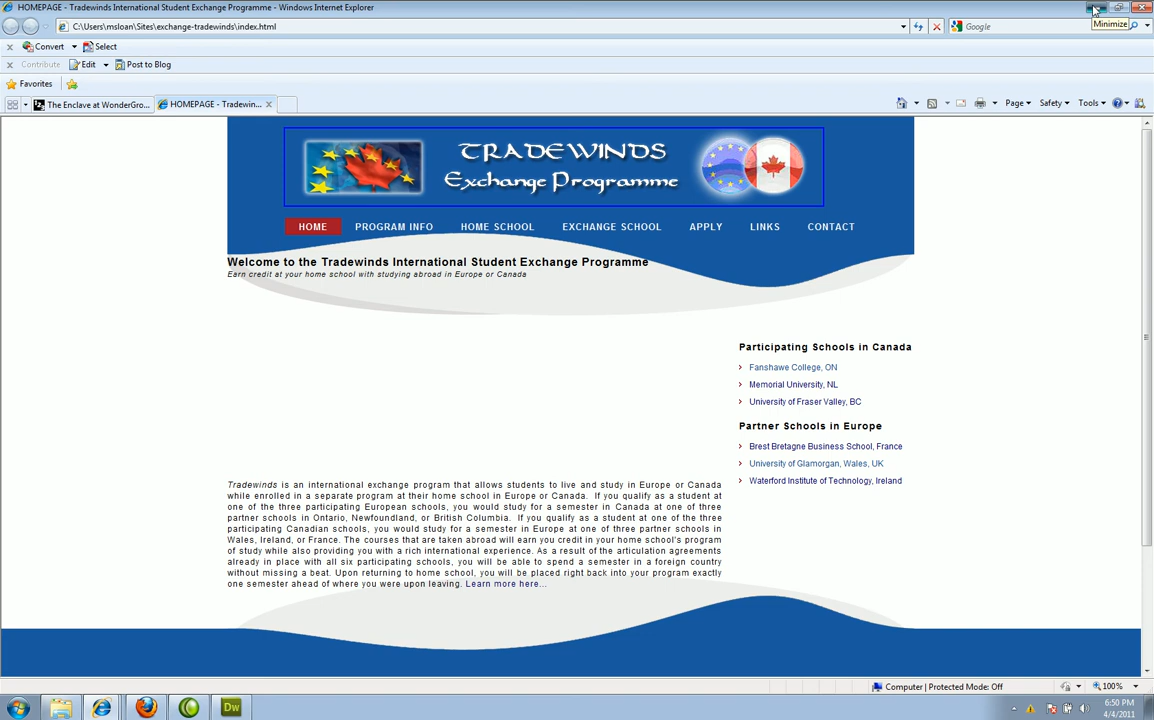 HOMEPAGE - Tradewinds International Student Exchange Programme - Windows Internet Explorer
C:\Users\msloan\Sites\exchange-tradewinds\index.html
Google
Minimize
x Convert Select
x Contribute Edit Post to Blog
Favorites
The Enclave at WonderGro... HOMEPAGE - Tradewin... x
Page Safety Tools
TRADEWINDS
Exchange Programme
HOME PROGRAM INFO HOME SCHOOL EXCHANGE SCHOOL APPLY LINKS CONTACT
Welcome to the Tradewinds International Student Exchange Programme
Earn credit at your home school with studying abroad in Europe or Canada
Participating Schools in Canada
Fanshawe College, ON
Memorial University, NL
University of Fraser Valley, BC
Partner Schools in Europe
Brest Bretagne Business School, France
University of Glamorgan, Wales, UK
Waterford Institute of Technology, Ireland
Tradewinds is an international exchange program that allows students to live and study in Europe or Canada
while enrolled in a separate program at their home school in Europe or Canada. If you qualify as a student at
one of the three participating European schools, you would study for a semester in Canada at one of three
partner schools in Ontario, Newfoundland, or British Columbia. If you qualify as a student at one of the three
participating Canadian schools, you would study for a semester in Europe at one of three partner schools in
Wales, Ireland, or France. The courses that are taken abroad will earn you credit in your home school's program
of study while also providing you with a rich international experience. As a result of the articulation agreements
already in place with all six participating schools, you will be able to spend a semester in a foreign country
without missing a beat. Upon returning to home school, you will be placed right back into your program exactly
one semester ahead of where you were upon leaving. Learn more here...
Computer | Protected Mode: Off
100%
Dw
6:50 PM
4/4/2011